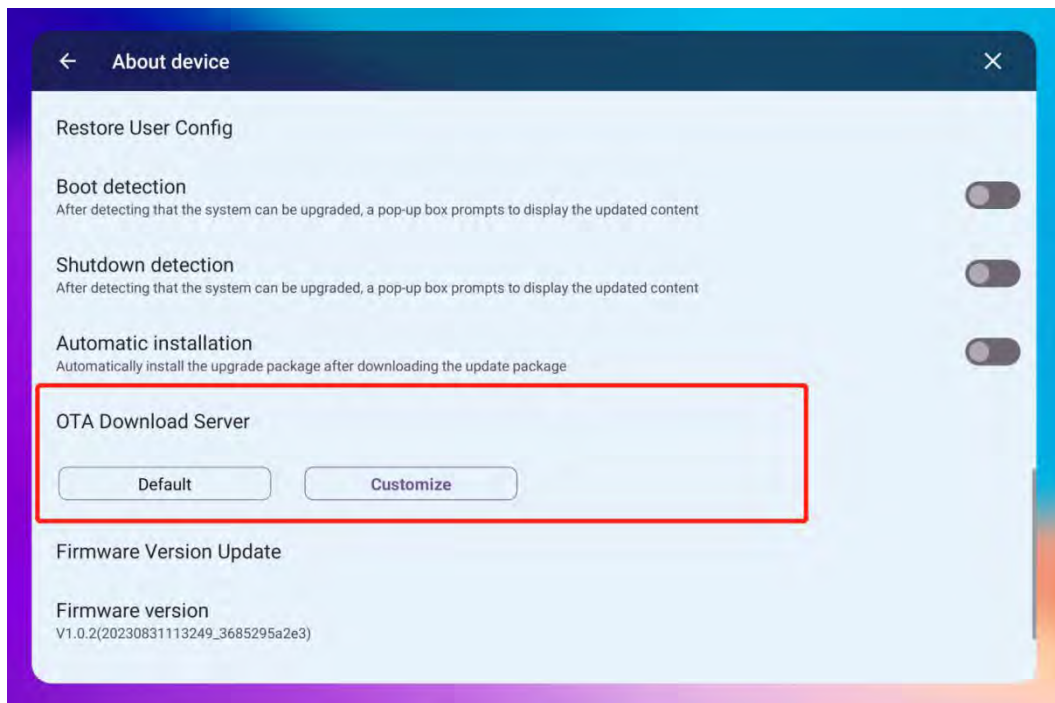 About device
Restore User Config
Boot detection
After detecting that the system can be upgraded, a pop-up box prompts to display the updated content
Shutdown detection
After detecting that the system can be upgraded, a pop-up box prompts to display the updated content
Automatic installation
Automatically install the upgrade package after downloading the update package
OTA Download Server
Default Customize
Firmware Version Update
Firmware version
V1.0.2(20230831113249_3685295a2e3)